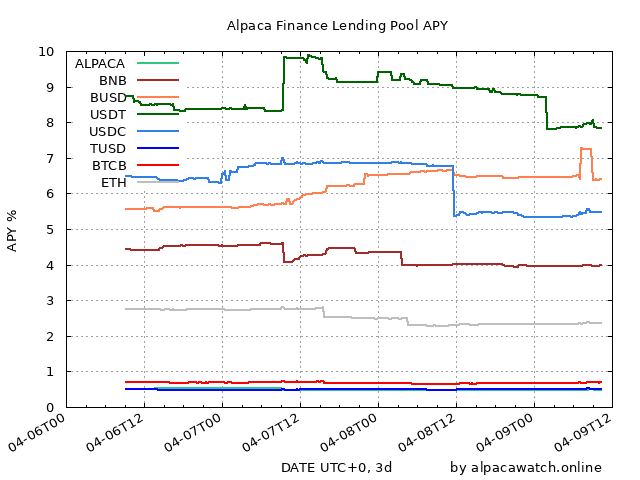 Alpaca Finance Lending Pool APY
10
9
8
7
6
5
4
3
2
1
0
APY %
ALPACA
BNB
BUSD
USDT
USDC
TUSD
BTCB
ETH
04-06T00
04-06T12
04-07T00
04-07T12
04-08T00
04-08T12
04-09T00
04-09T12
DATE UTC+0, 3d
by alpacawatch.online